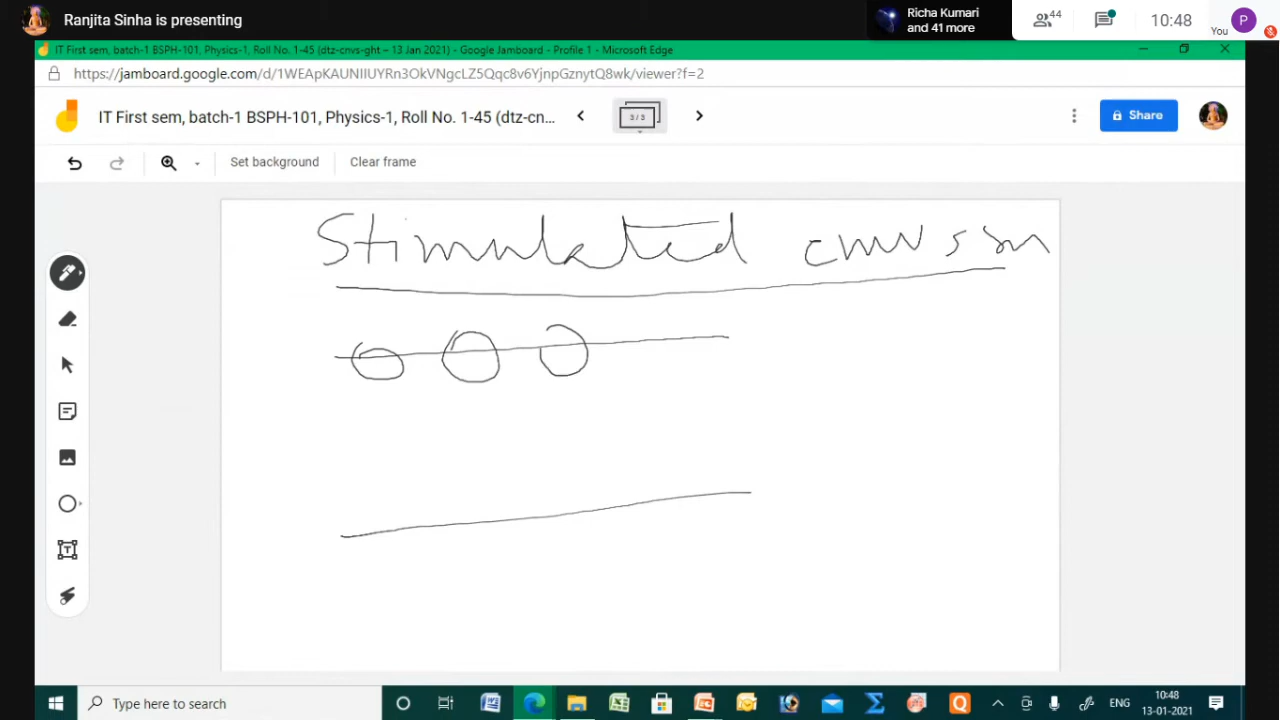 Ranjita Sinha is presenting
Richa Kumari
and 41 more
44
10:48
You
P
IT First sem, batch-1 BSPH-101, Physics-1, Roll No. 1-45 (dtz-cnvs-ght – 13 Jan 2021) - Google Jamboard - Profile 1 - Microsoft Edge
https://jamboard.google.com/d/1WEApKAUNIIUYRn3OkVNgcLZ5Qqc8v6YjnpGznytQ8wk/viewer?f=2
IT First sem, batch-1 BSPH-101, Physics-1, Roll No. 1-45 (dtz-cn...
3 / 3
Share
Set background
Clear frame
Stimulated
Type here to search
ENG
10:48
13-01-2021